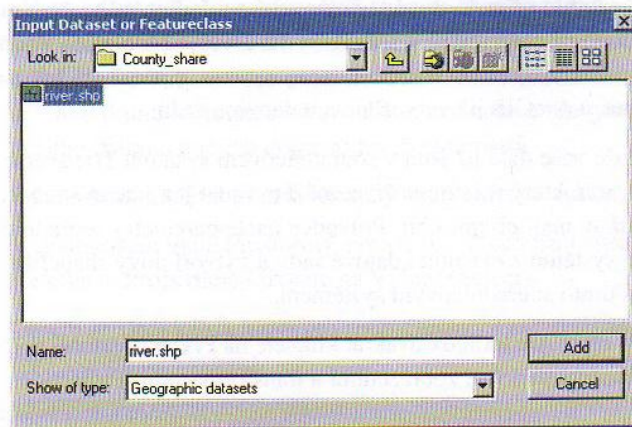 Input Dataset or Featureclass
Look in: County_share
river.shp
Name: river.shp Add
Show of type: Geographic datasets Cancel